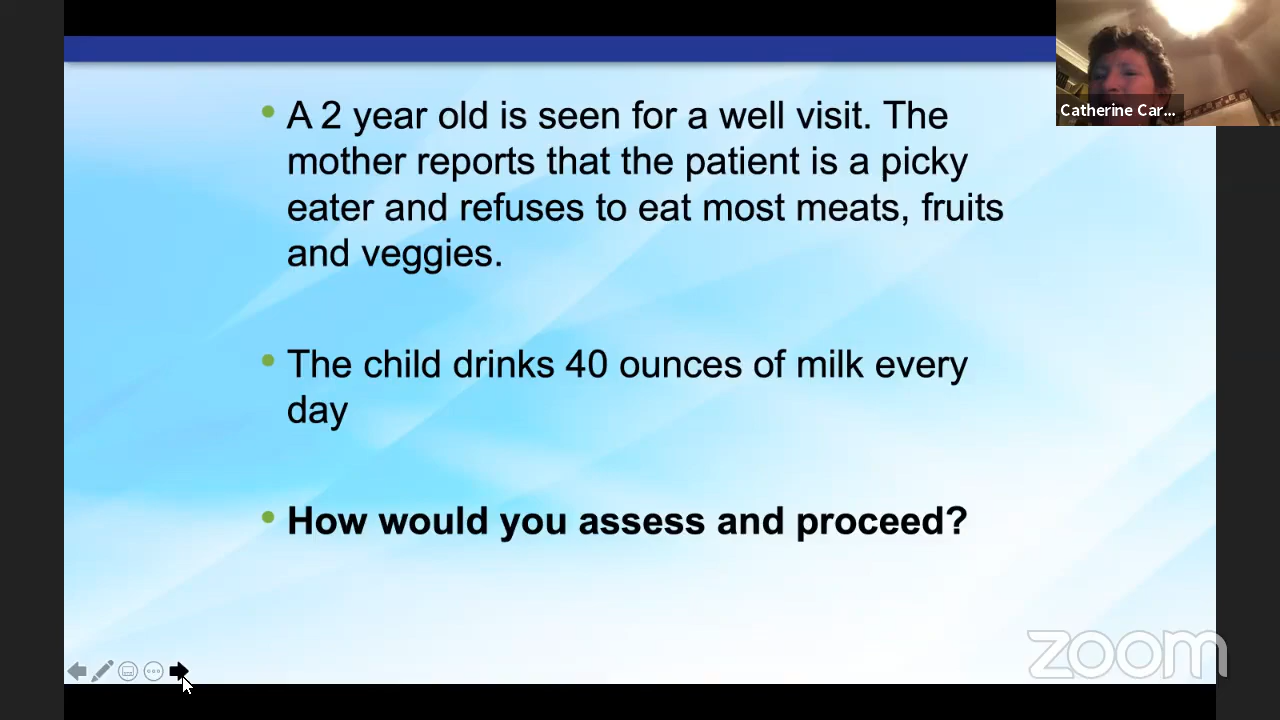 A 2 year old is seen for a well visit. The
mother reports that the patient is a picky
eater and refuses to eat most meats, fruits
and veggies.
The child drinks 40 ounces of milk every
day
How would you assess and proceed?
Catherine Car...
zoom